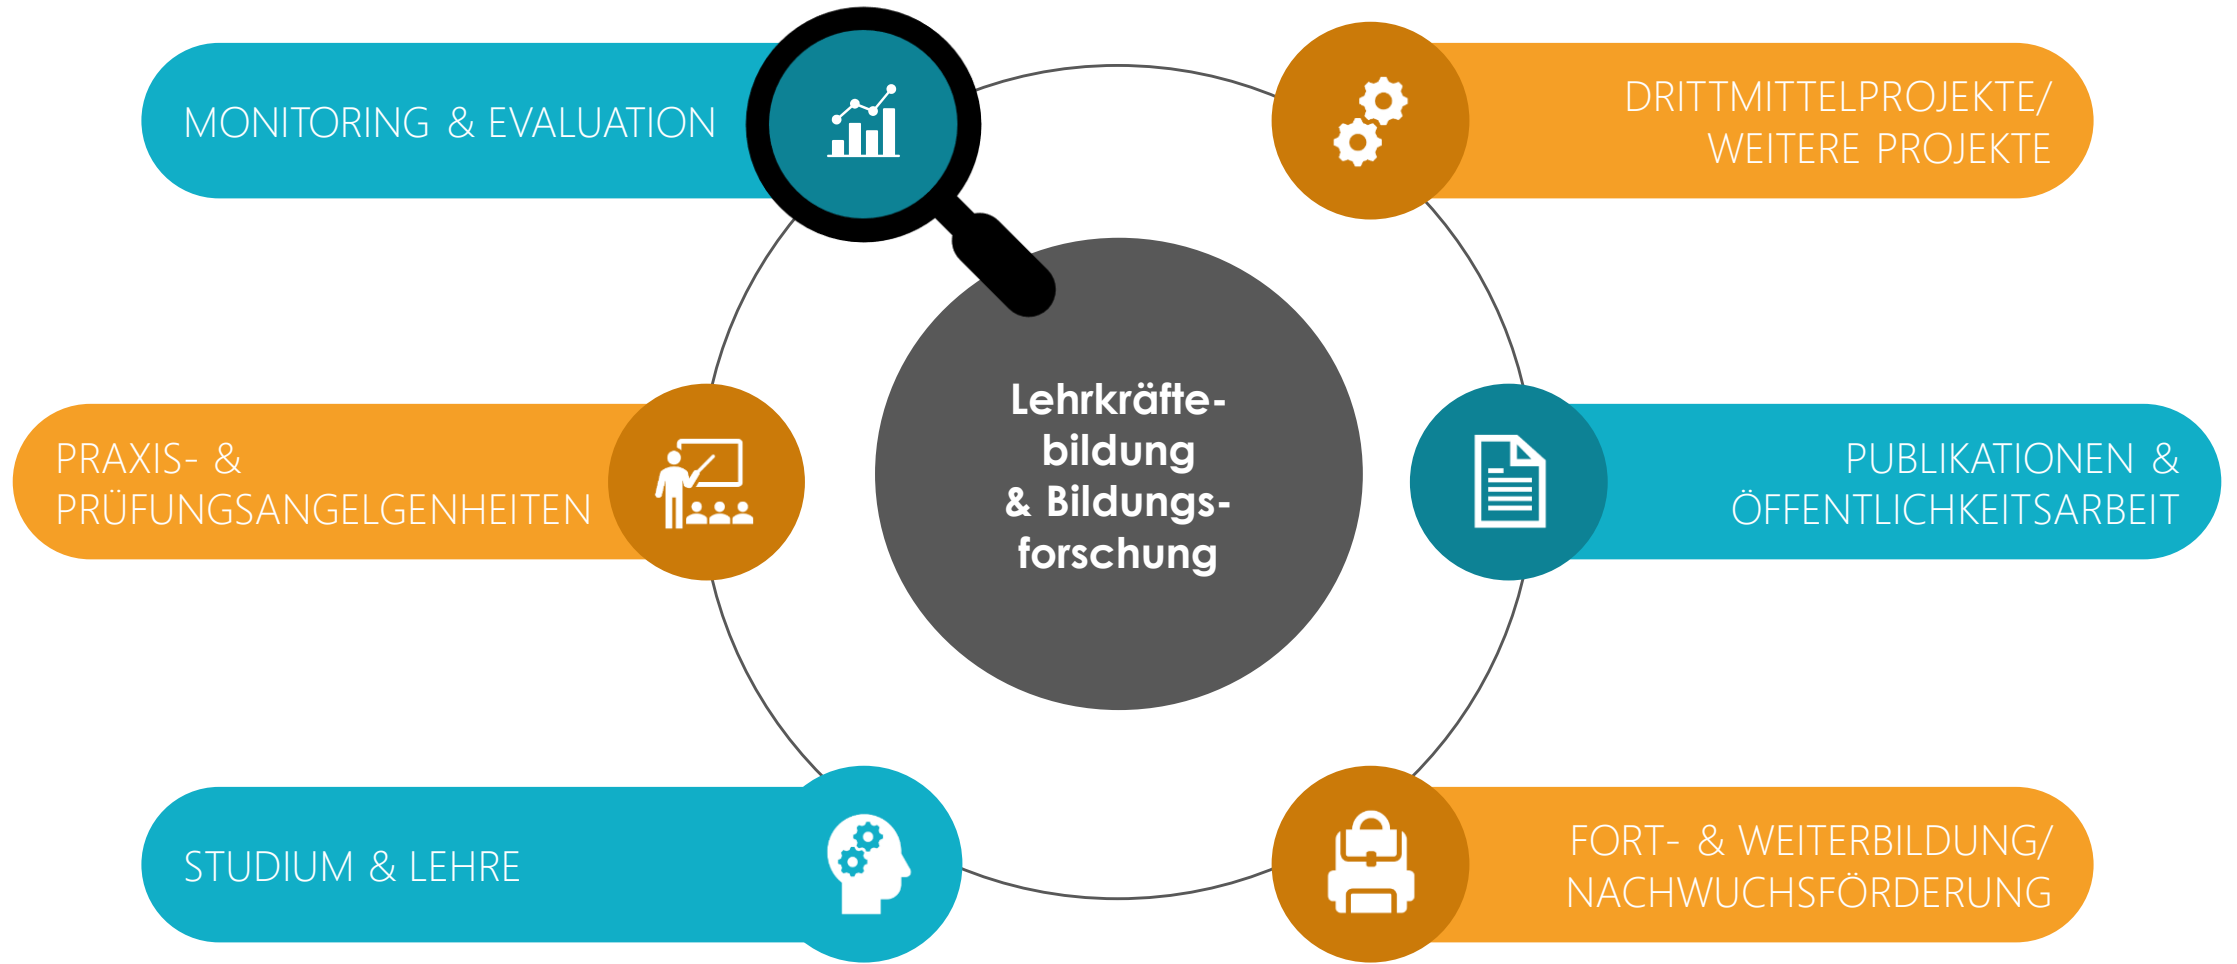 MONITORING & EVALUATION
DRITTMITTELPROJEKTE/
WEITERE PROJEKTE
Lehrkräfte-
bildung
& Bildungs-
forschung
PRAXIS- &
PRÜFUNGSANGELGENHEITEN
PUBLIKATIONEN &
ÖFFENTLICHKEITSARBEIT
STUDIUM & LEHRE
FORT- & WEITERBILDUNG/
NACHWUCHSFÖRDERUNG